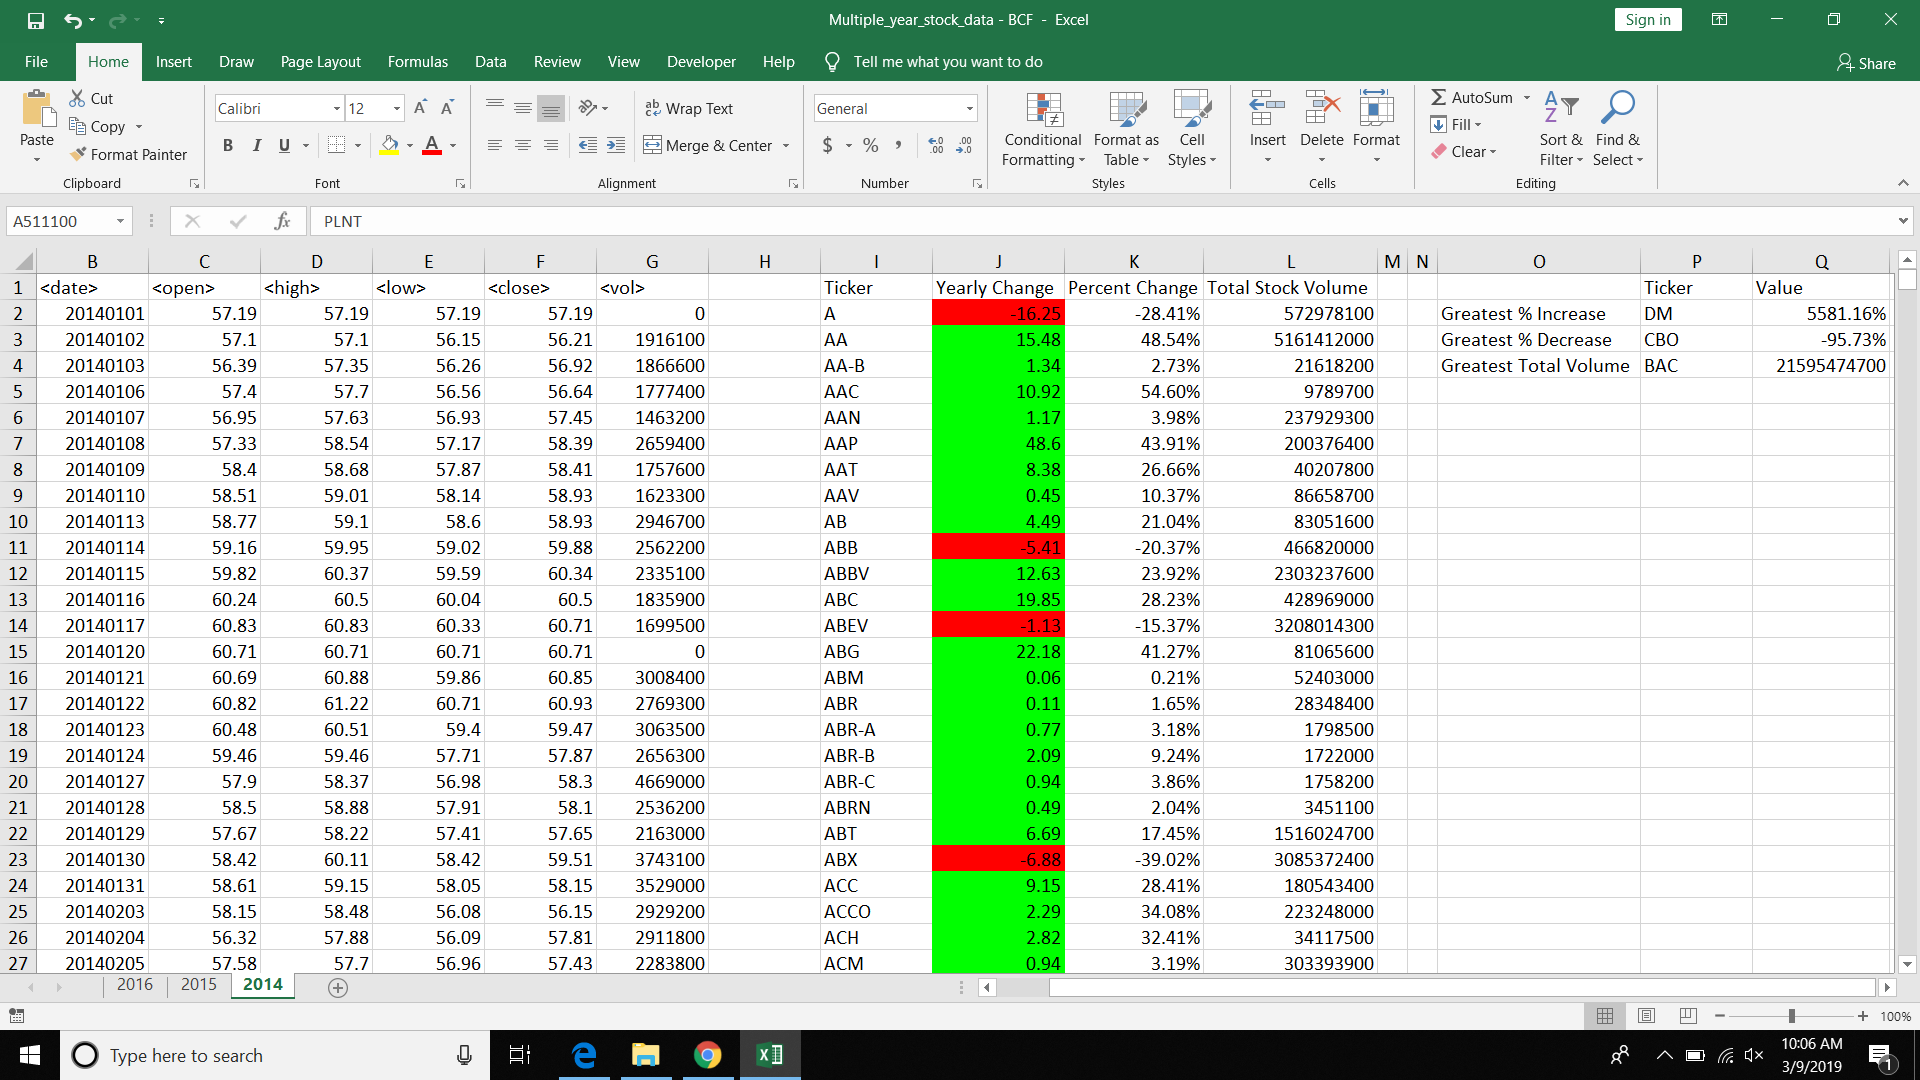 Multiple_year_stock_data - BCF - Excel
Sign in
File Home Insert Draw Page Layout Formulas Data Review View Developer Help Tell me what you want to do Share
Cut
Copy
Format Painter
Paste
Clipboard
Calibri 12
B I U
Font
Wrap Text
Merge & Center
Alignment
General
$ % ,
Number
Conditional Formatting
Format as Table
Cell Styles
Styles
Insert Delete Format
Cells
AutoSum
Fill
Clear
Sort & Filter
Find & Select
Editing
A511100 fx PLNT
B C D E F G H I J K L M N O P Q
1 <date> <open> <high> <low> <close> <vol> Ticker Yearly Change Percent Change Total Stock Volume Ticker Value
2 20140101 57.19 57.19 57.19 57.19 0 A -16.25 -28.41% 572978100 Greatest % Increase DM 5581.16%
3 20140102 57.1 57.1 56.15 56.21 1916100 AA 15.48 48.54% 5161412000 Greatest % Decrease CBO -95.73%
4 20140103 56.39 57.35 56.26 56.92 1866600 AA-B 1.34 2.73% 21618200 Greatest Total Volume BAC 21595474700
5 20140106 57.4 57.7 56.56 56.64 1777400 AAC 10.92 54.60% 9789700
6 20140107 56.95 57.63 56.93 57.45 1463200 AAN 1.17 3.98% 237929300
7 20140108 57.33 58.54 57.17 58.39 2659400 AAP 48.6 43.91% 200376400
8 20140109 58.4 58.68 57.87 58.41 1757600 AAT 8.38 26.66% 40207800
9 20140110 58.51 59.01 58.14 58.93 1623300 AAV 0.45 10.37% 86658700
10 20140113 58.77 59.1 58.6 58.93 2946700 AB 4.49 21.04% 83051600
11 20140114 59.16 59.95 59.02 59.88 2562200 ABB -5.41 -20.37% 466820000
12 20140115 59.82 60.37 59.59 60.34 2335100 ABBV 12.63 23.92% 2303237600
13 20140116 60.24 60.5 60.04 60.5 1835900 ABC 19.85 28.23% 428969000
14 20140117 60.83 60.83 60.33 60.71 1699500 ABEV -1.13 -15.37% 3208014300
15 20140120 60.71 60.71 60.71 60.71 0 ABG 22.18 41.27% 81065600
16 20140121 60.69 60.88 59.86 60.85 3008400 ABM 0.06 0.21% 52403000
17 20140122 60.82 61.22 60.71 60.93 2769300 ABR 0.11 1.65% 28348400
18 20140123 60.48 60.51 59.4 59.47 3063500 ABR-A 0.77 3.18% 1798500
19 20140124 59.46 59.46 57.71 57.87 2656300 ABR-B 2.09 9.24% 1722000
20 20140127 57.9 58.37 56.98 58.3 4669000 ABR-C 0.94 3.86% 1758200
21 20140128 58.5 58.88 57.91 58.1 2536200 ABRN 0.49 2.04% 3451100
22 20140129 57.67 58.22 57.41 57.65 2163000 ABT 6.69 17.45% 1516024700
23 20140130 58.42 60.11 58.42 59.51 3743100 ABX -6.88 -39.02% 3085372400
24 20140131 58.61 59.15 58.05 58.15 3529000 ACC 9.15 28.41% 180543400
25 20140203 58.15 58.48 56.08 56.15 2929200 ACCO 2.29 34.08% 223248000
26 20140204 56.32 57.88 56.09 57.81 2911800 ACH 2.82 32.41% 34117500
27 20140205 57.58 57.7 56.96 57.43 2283800 ACM 0.94 3.19% 303393900
2016 2015 2014
100%
Type here to search
10:06 AM
3/9/2019
1